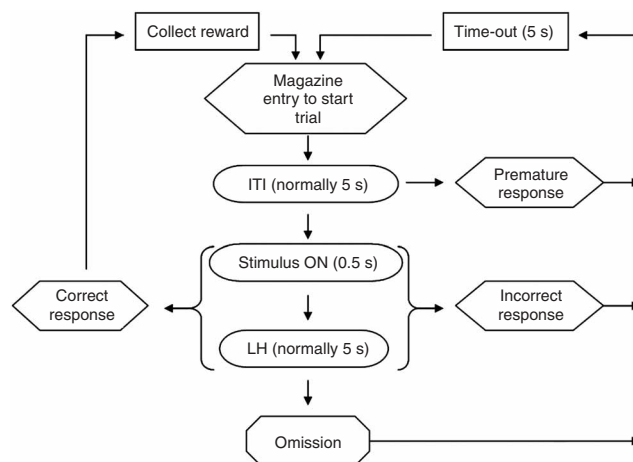 Collect reward
Time-out (5 s)
Magazine
entry to start
trial
ITI (normally 5 s)
Premature
response
Stimulus ON (0.5 s)
Correct
response
Incorrect
response
LH (normally 5 s)
Omission